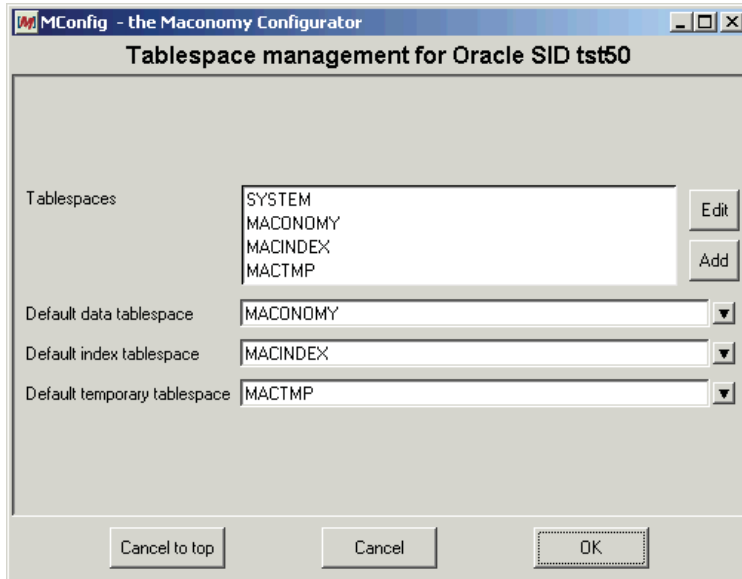 MConfig - the Maconomy Configurator
Tablespace management for Oracle SID tst50
Tablespaces
SYSTEM
MACONOMY
MACINDEX
MACTMP
Edit
Add
Default data tablespace MACONOMY
Default index tablespace MACINDEX
Default temporary tablespace MACTMP
Cancel to top Cancel OK